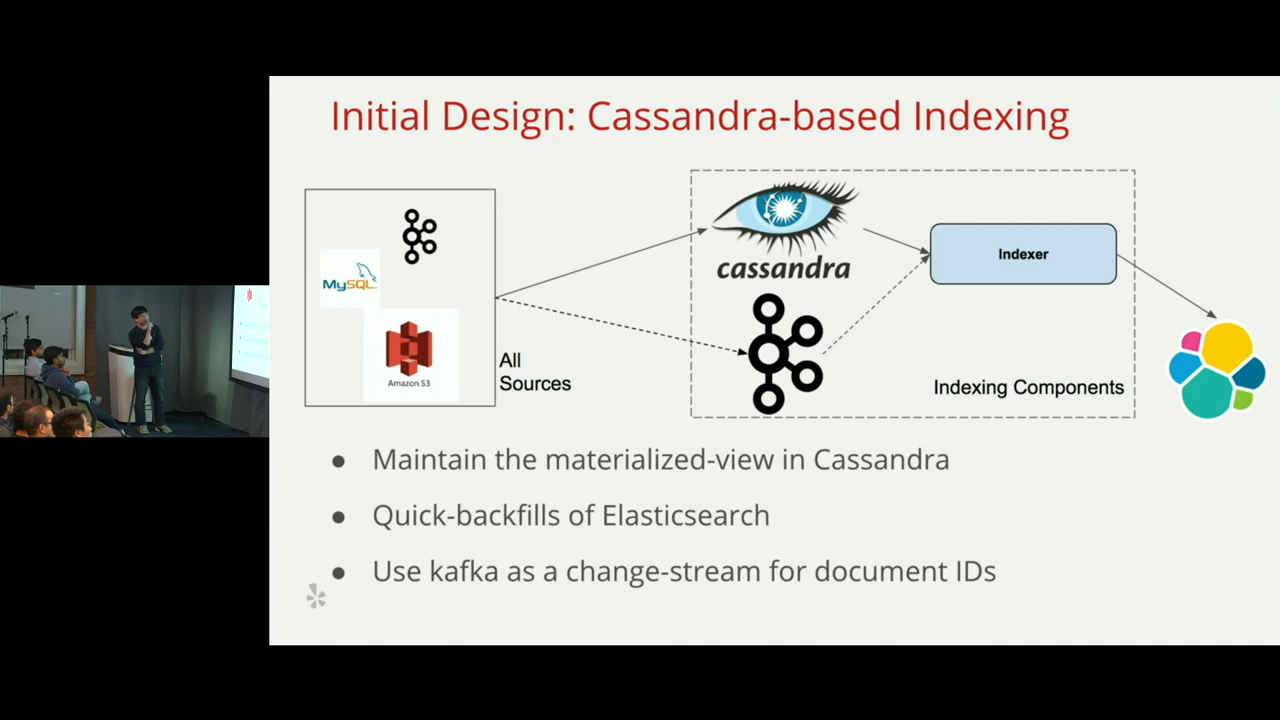 Initial Design: Cassandra-based Indexing
MySQL
Amazon S3
All
Sources
cassandra
Indexer
Indexing Components
● Maintain the materialized-view in Cassandra
● Quick-backfills of Elasticsearch
● Use kafka as a change-stream for document IDs